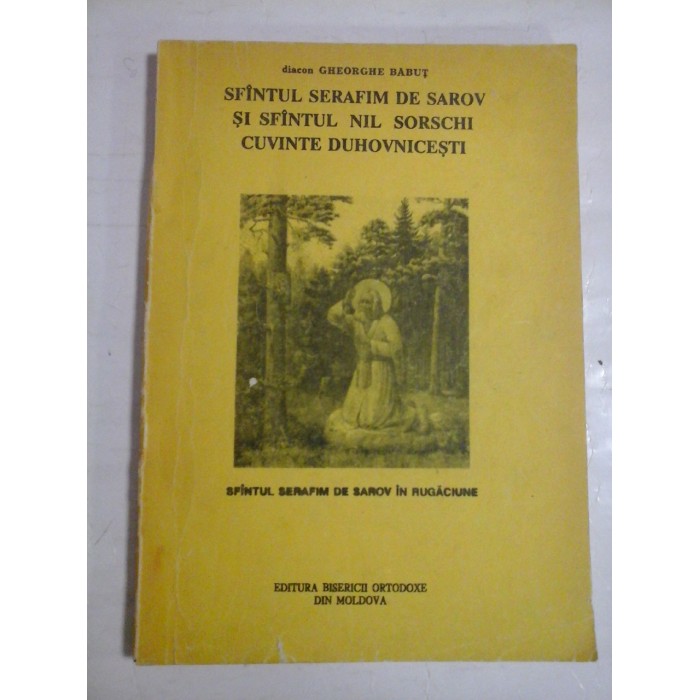 diacon GHEORGHE BABUȚ
SFÎNTUL SERAFIM DE SAROV
ȘI SFÎNTUL NIL SORSCHI
CUVINTE DUHOVNICEȘTI
SFÎNTUL SERAFIM DE SAROV ÎN RUGĂCIUNE
EDITURA BISERICII ORTODOXE
DIN MOLDOVA